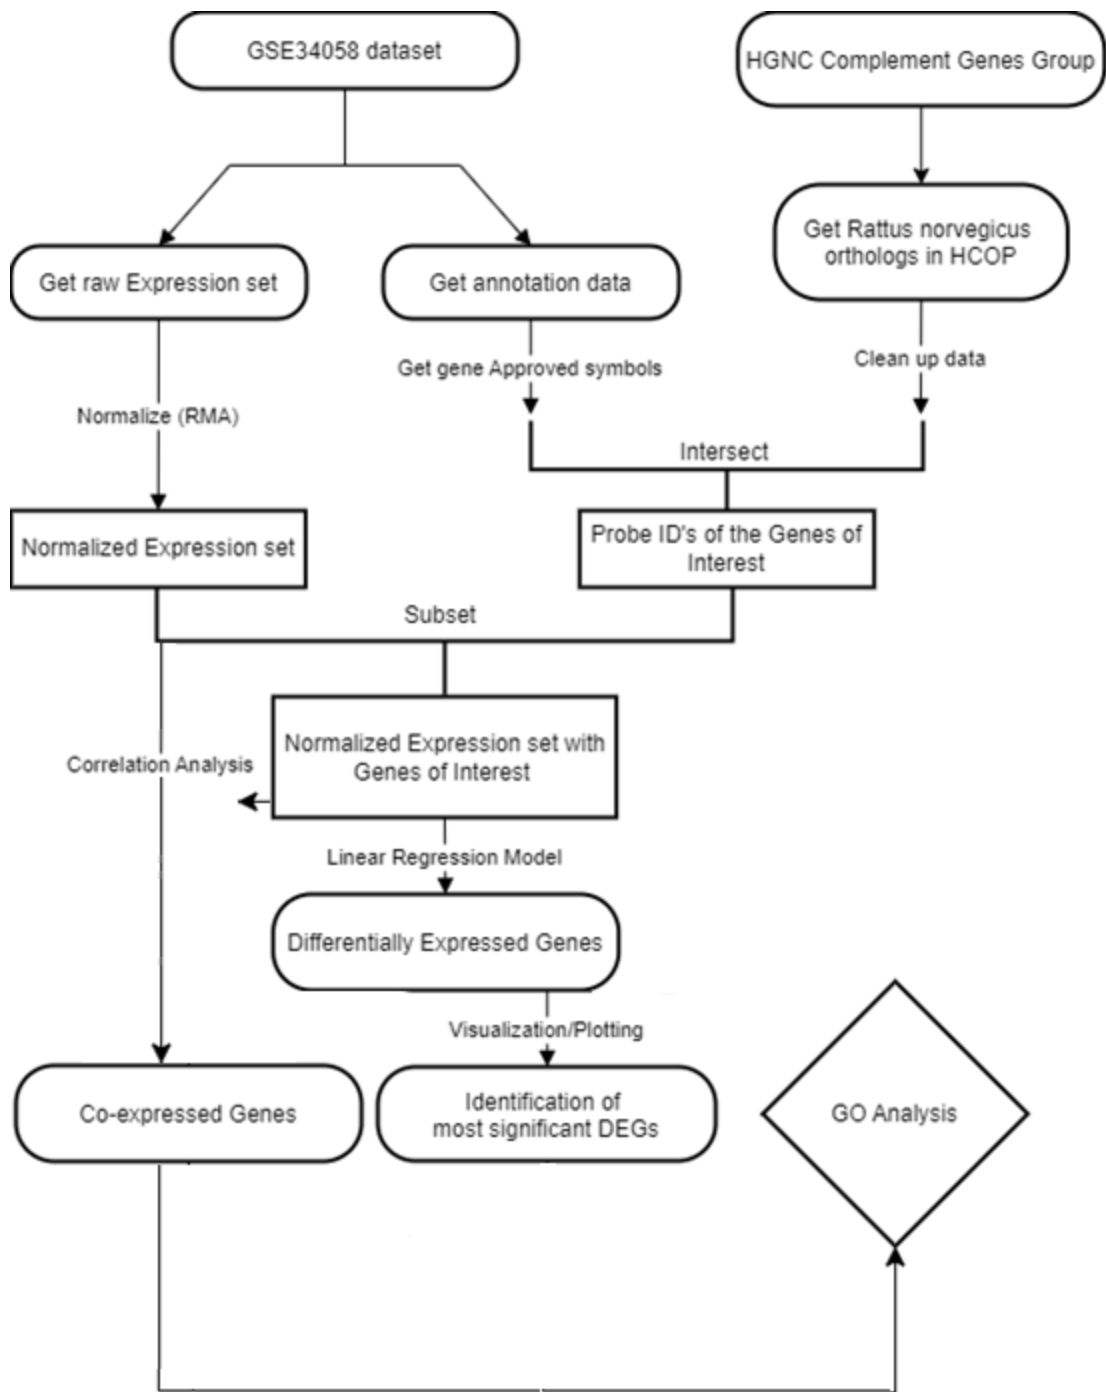 GSE34058 dataset
HGNC Complement Genes Group
Get Rattus norvegicus
orthologs in HCOP
Get raw Expression set
Get annotation data
Get gene Approved symbols
Clean up data
Normalize (RMA)
Intersect
Normalized Expression set
Probe ID's of the Genes of
Interest
Subset
Normalized Expression set with
Genes of Interest
Correlation Analysis
Linear Regression Model
Differentially Expressed Genes
Visualization/Plotting
Co-expressed Genes
Identification of
most significant DEGs
GO Analysis